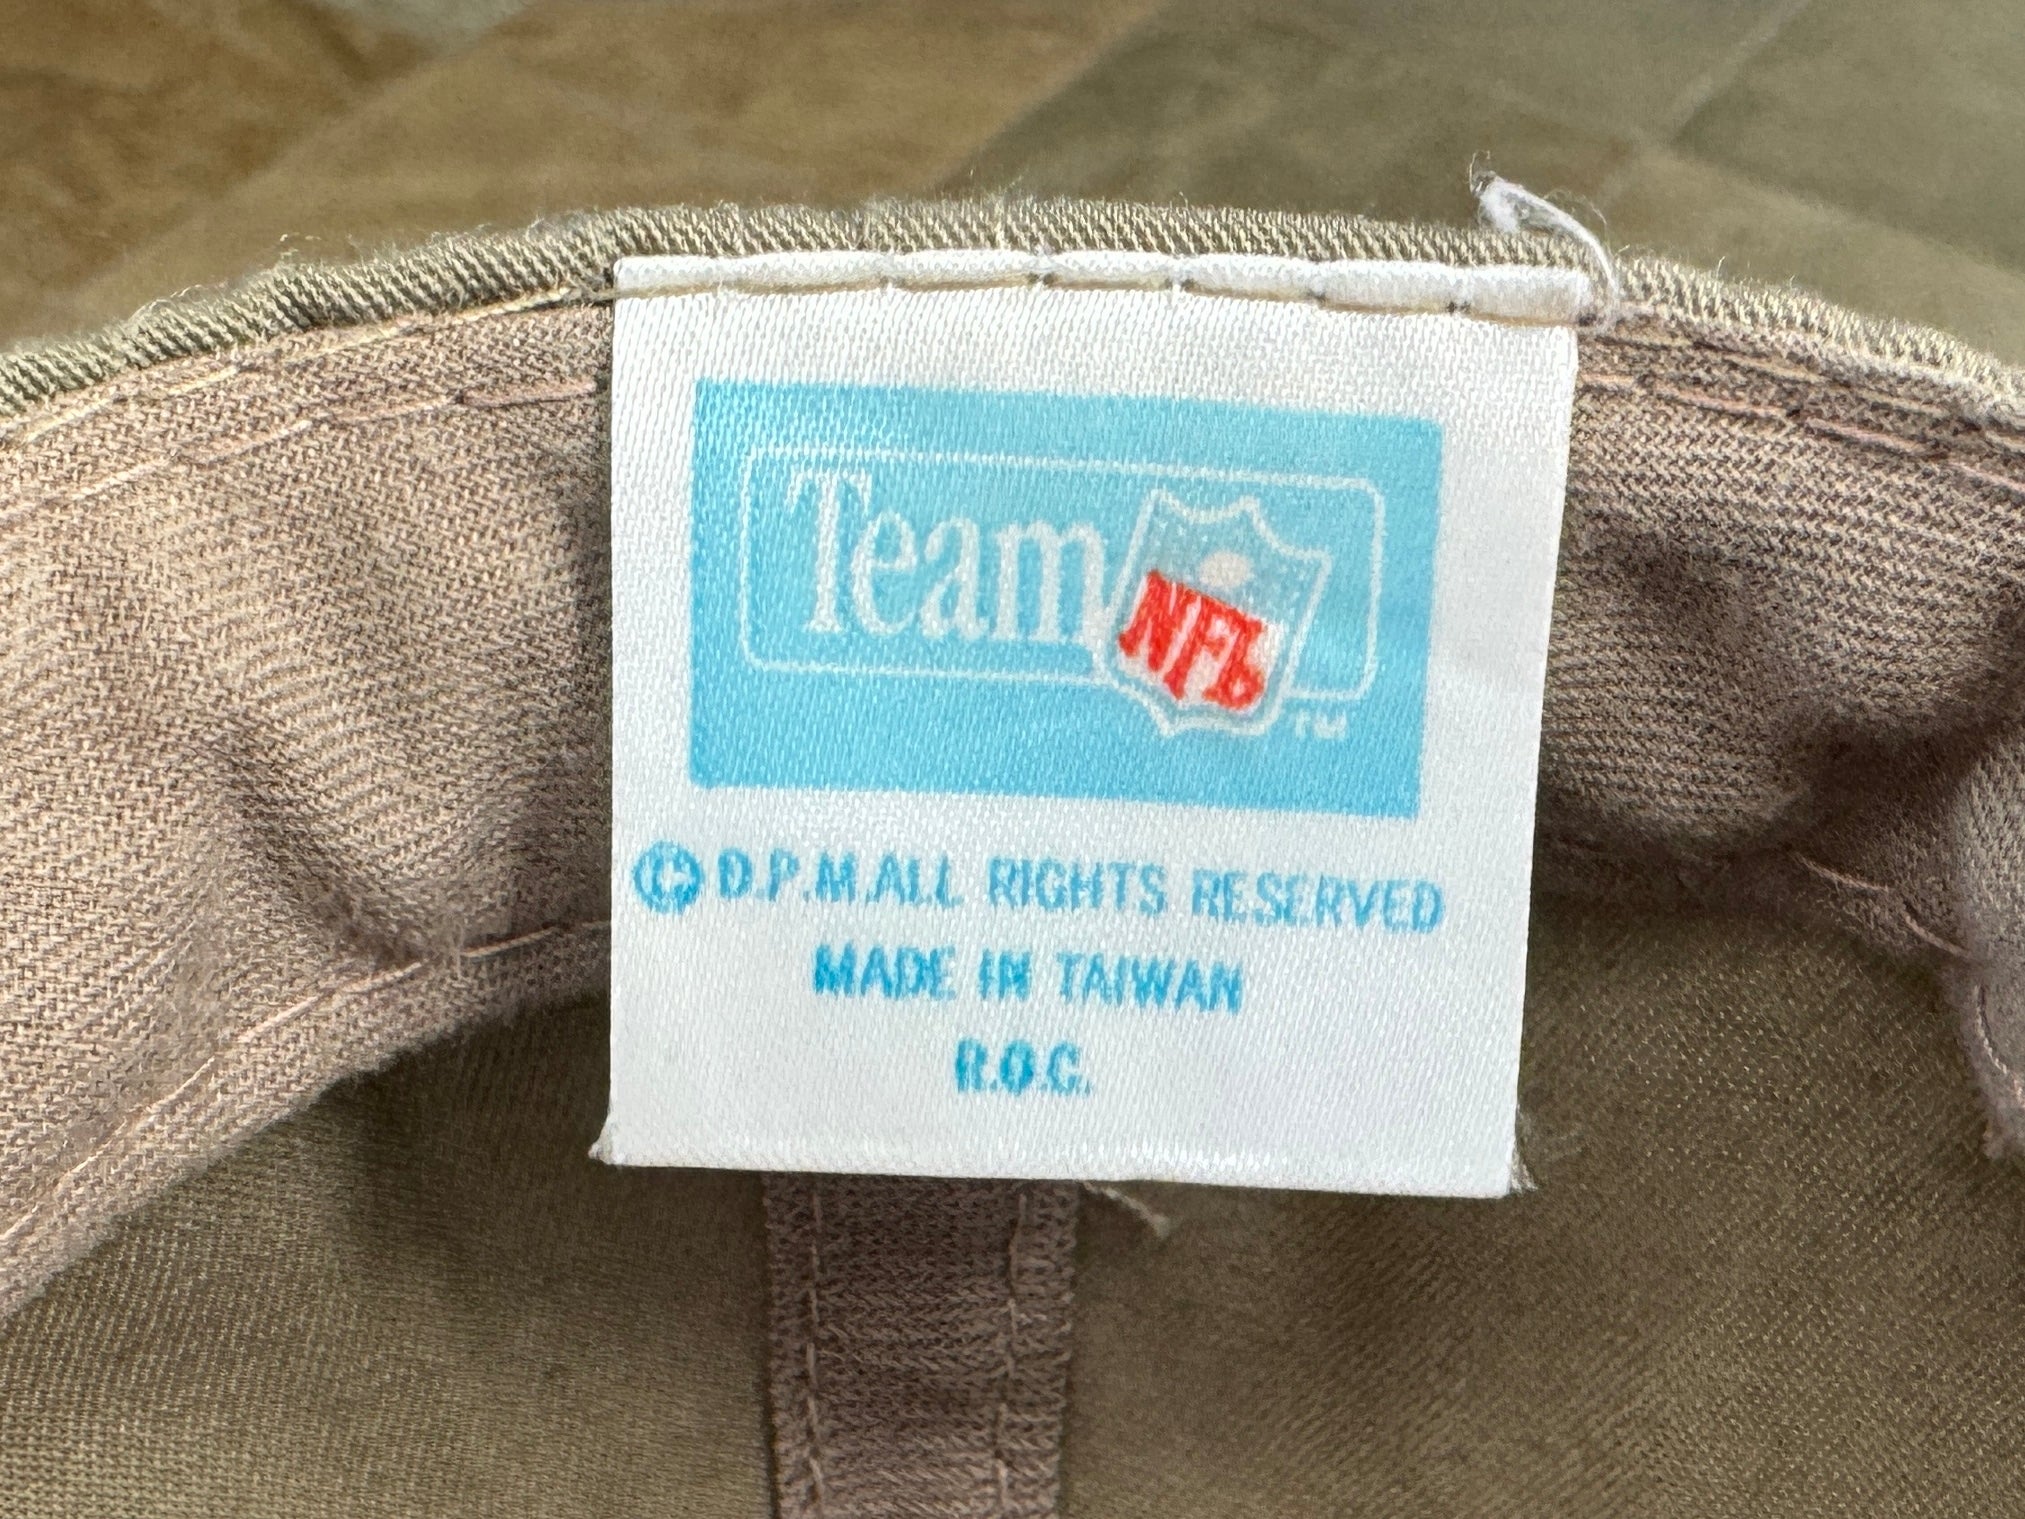 Team NFL TM
© D.P.M. ALL RIGHTS RESERVED
MADE IN TAIWAN
R.O.C.